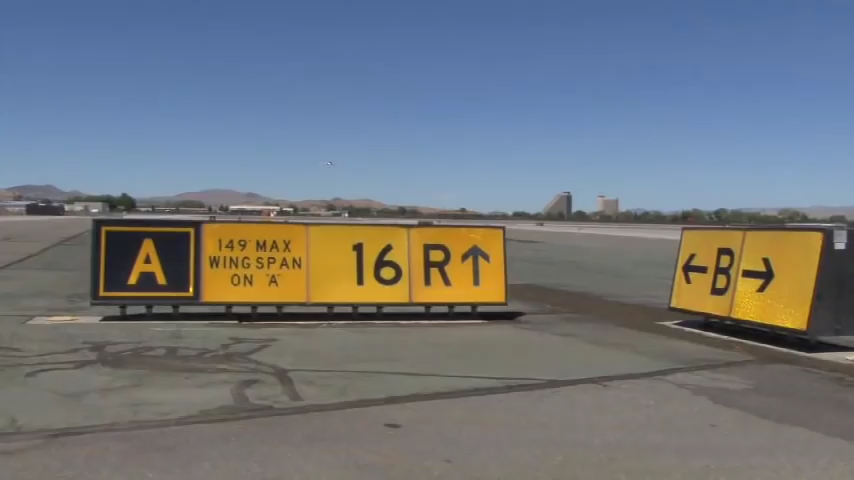 A
149' MAX
WINGSPAN
ON "A"
16R↑
←B→